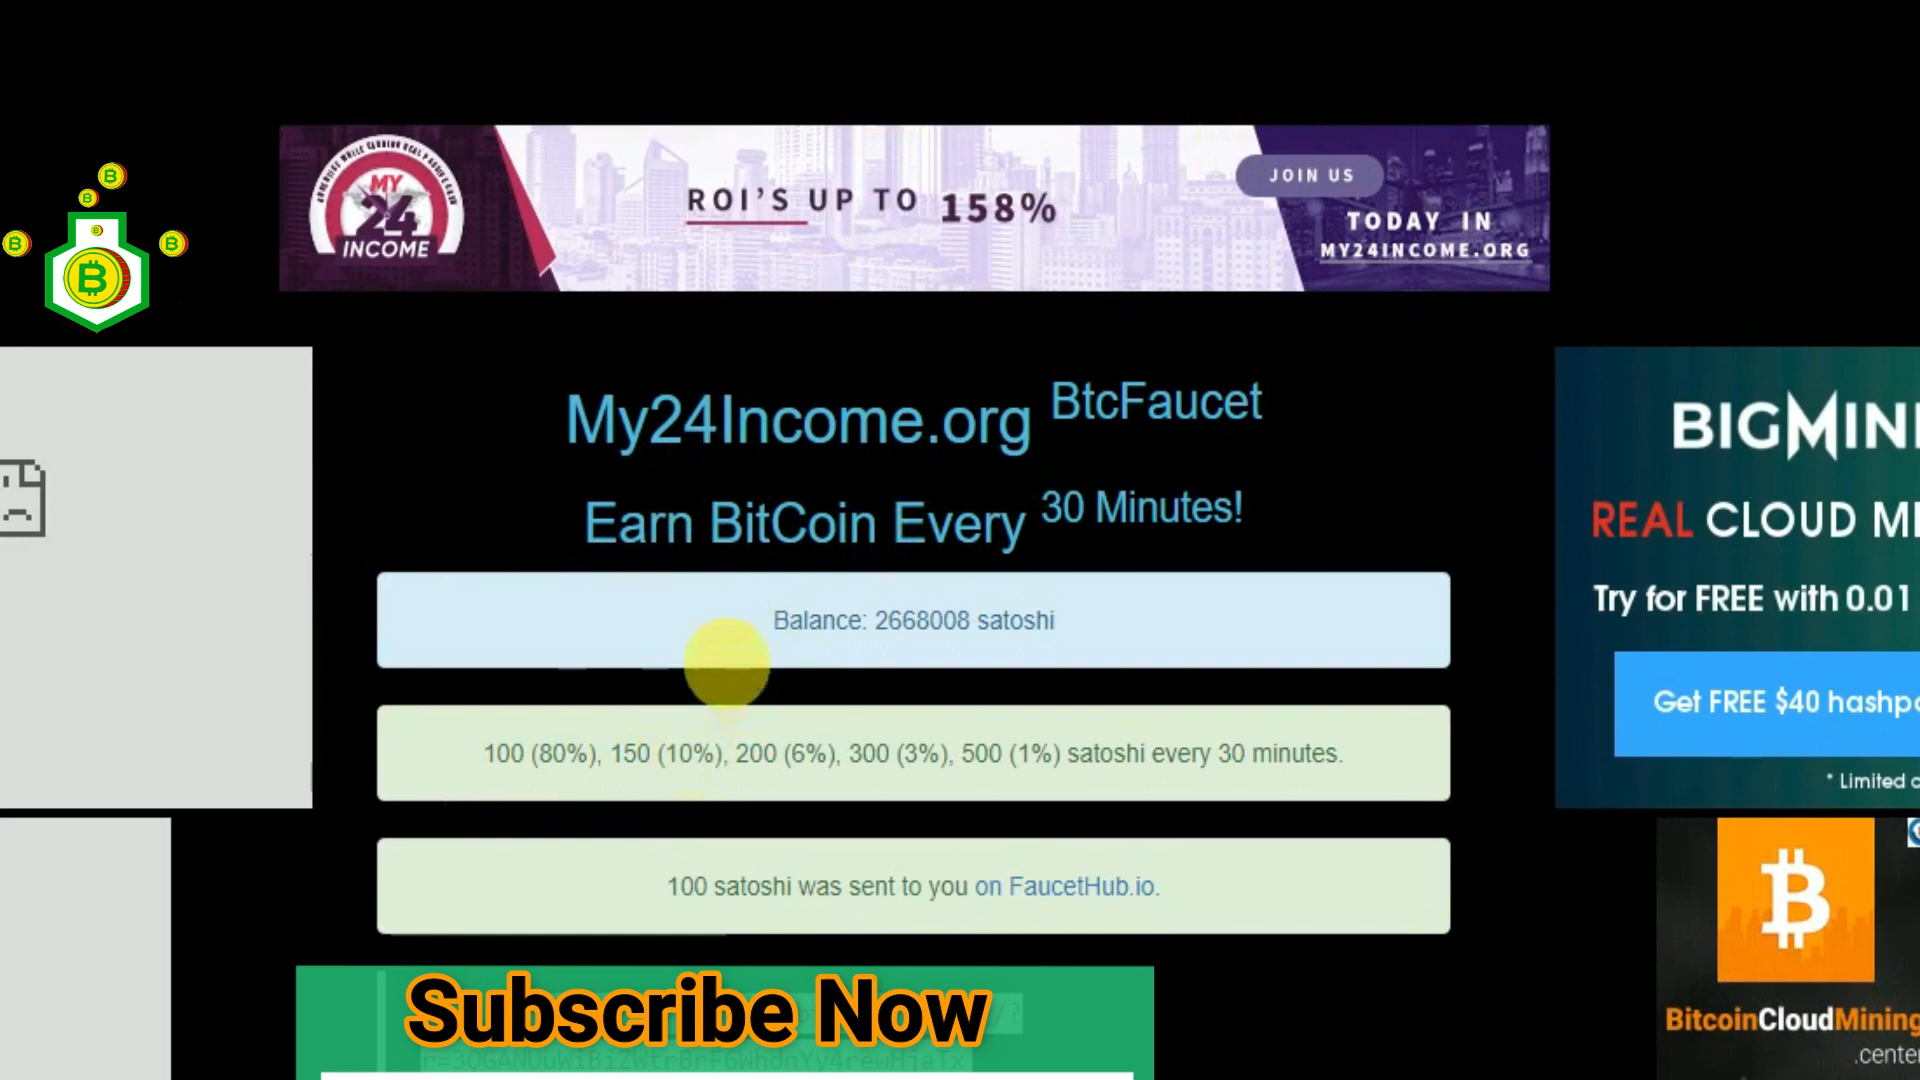 MY
24
INCOME
ROI'S UP TO 158%
JOIN US
TODAY IN
MY24INCOME.ORG
My24Income.org BtcFaucet
Earn BitCoin Every 30 Minutes!
Balance: 2668008 satoshi
100 (80%), 150 (10%), 200 (6%), 300 (3%), 500 (1%) satoshi every 30 minutes.
100 satoshi was sent to you on FaucetHub.io.
BIGMIN
REAL CLOUD MI
Try for FREE with 0.01
Get FREE $40 hashpo
* Limited
BitcoinCloudMining
.center
Subscribe Now